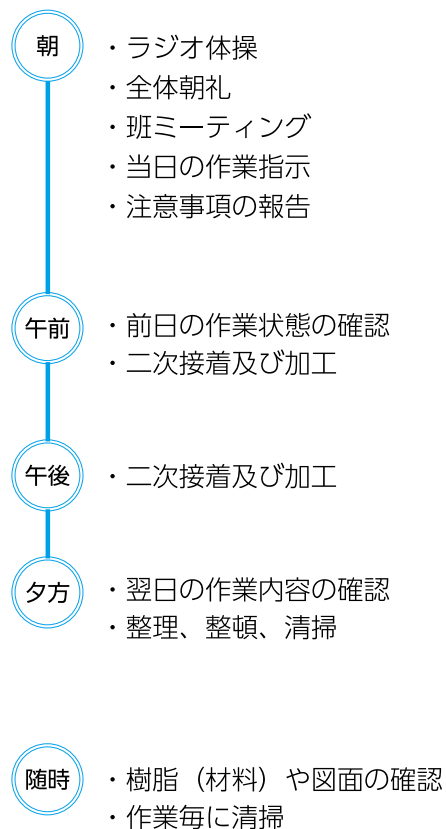 朝
・ラジオ体操
・全体朝礼
・班ミーティング
・当日の作業指示
・注意事項の報告
午前
・前日の作業状態の確認
・二次接着及び加工
午後
・二次接着及び加工
夕方
・翌日の作業内容の確認
・整理、整頓、清掃
随時
・樹脂（材料）や図面の確認
・作業毎に清掃